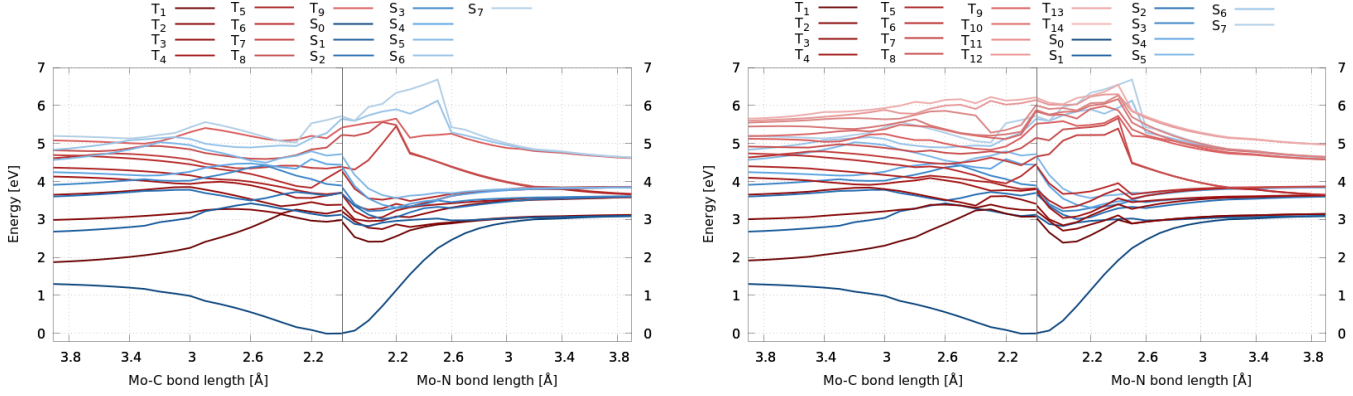 T1 T5 T9 S3 S7
T2 T6 S0 S4
T3 T7 S1 S5
T4 T8 S2 S6
7 7
6 6
5 5
4 4
3 3
2 2
1 1
0 0
Energy [eV]
3.8 3.4 3 2.6 2.2 2.2 2.6 3 3.4 3.8
Mo-C bond length [Å] Mo-N bond length [Å]
T1 T5 T9 T13 S2 S6
T2 T6 T10 T14 S3 S7
T3 T7 T11 S0 S4
T4 T8 T12 S1 S5
7 7
6 6
5 5
4 4
3 3
2 2
1 1
0 0
Energy [eV]
3.8 3.4 3 2.6 2.2 2.2 2.6 3 3.4 3.8
Mo-C bond length [Å] Mo-N bond length [Å]